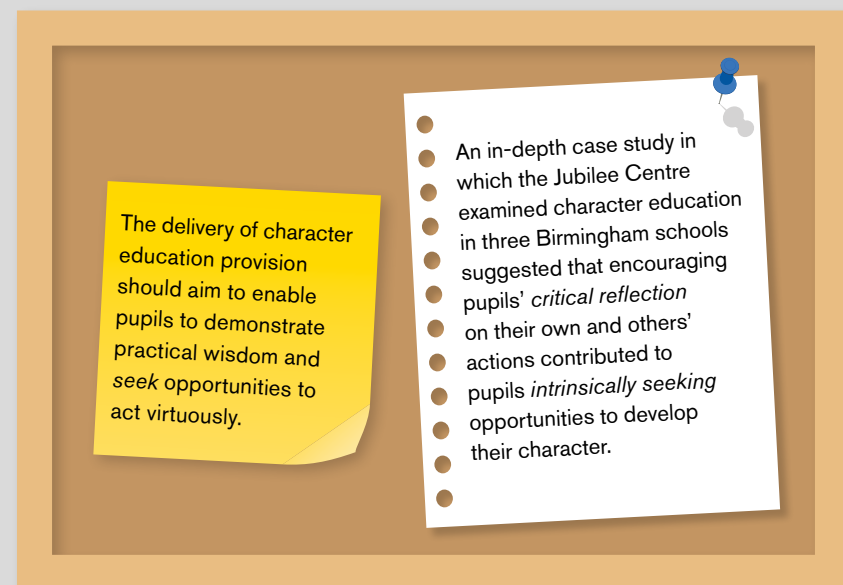 The delivery of character
education provision
should aim to enable
pupils to demonstrate
practical wisdom and
seek opportunities to
act virtuously.
An in-depth case study in
which the Jubilee Centre
examined character education
in three Birmingham schools
suggested that encouraging
pupils’ critical reflection
on their own and others’
actions contributed to
pupils intrinsically seeking
opportunities to develop
their character.